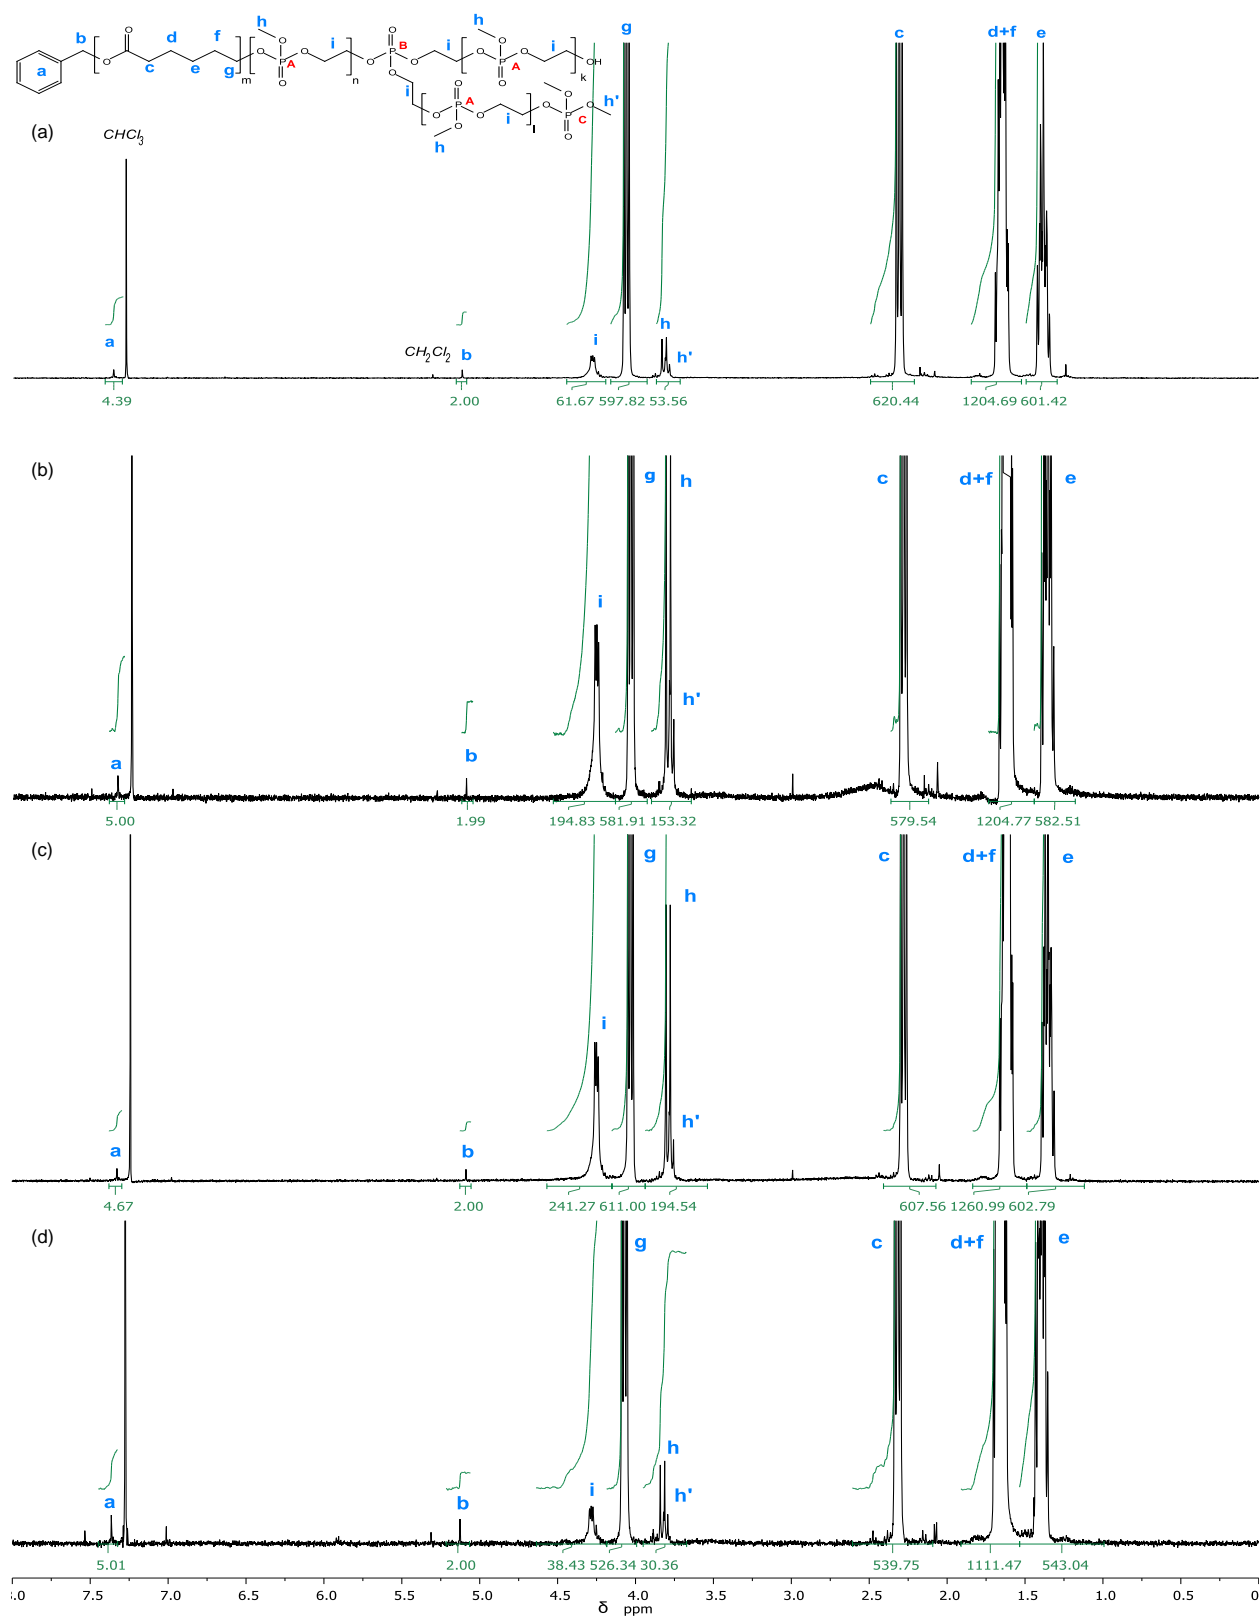 h g h
b d f i B i i c d+f e
O O O O O O O O
P A P P A OH
a c e g m n O O O k
i O O h'
P A O P C
O O i l O
h
(a) CHCl3
a CH2Cl2 b i h h'
4.39 2.00 61.67 597.82 53.56 620.44 1204.69 601.42
(b) g h c d+f e
i
h'
a b
5.00 1.99 194.83 581.91 153.32 579.54 1204.77 582.51
(c) g c d+f e
h
i
h'
a b
4.67 2.00 241.27 611.00 194.54 607.56 1260.99 602.79
(d) g c d+f e
h
a b i h'
5.01 2.00 38.43 526.34 30.36 539.75 1111.47 543.04
3.0 7.5 7.0 6.5 6.0 5.5 5.0 4.5 4.0 3.5 3.0 2.5 2.0 1.5 1.0 0.5 0
δ ppm